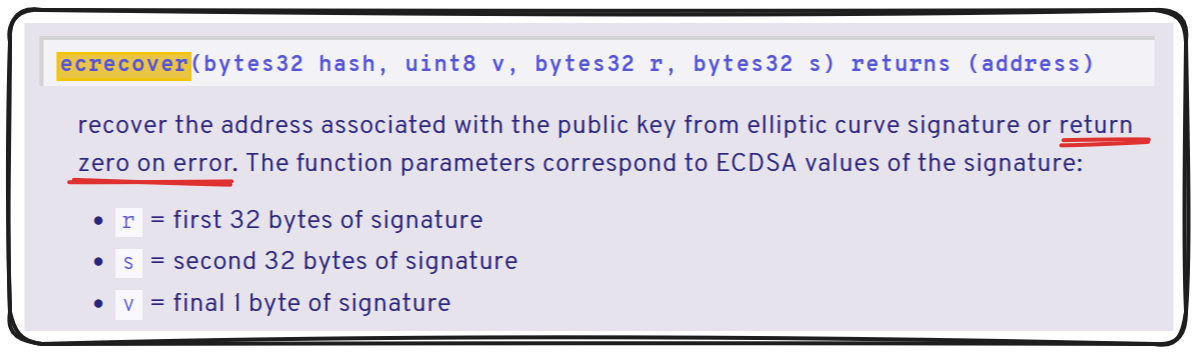 ecrecover(bytes32 hash, uint8 v, bytes32 r, bytes32 s) returns (address)
recover the address associated with the public key from elliptic curve signature or return
zero on error. The function parameters correspond to ECDSA values of the signature:
• r = first 32 bytes of signature
• s = second 32 bytes of signature
• v = final 1 byte of signature